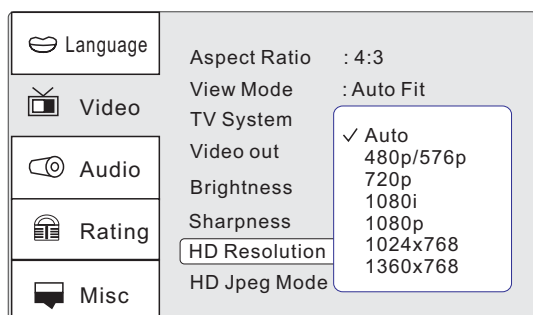 Language
Video
Audio
Rating
Misc
Aspect Ratio : 4:3
View Mode : Auto Fit
TV System
Video out
Brightness
Sharpness
HD Resolution
HD Jpeg Mode
✓ Auto
480p/576p
720p
1080i
1080p
1024x768
1360x768